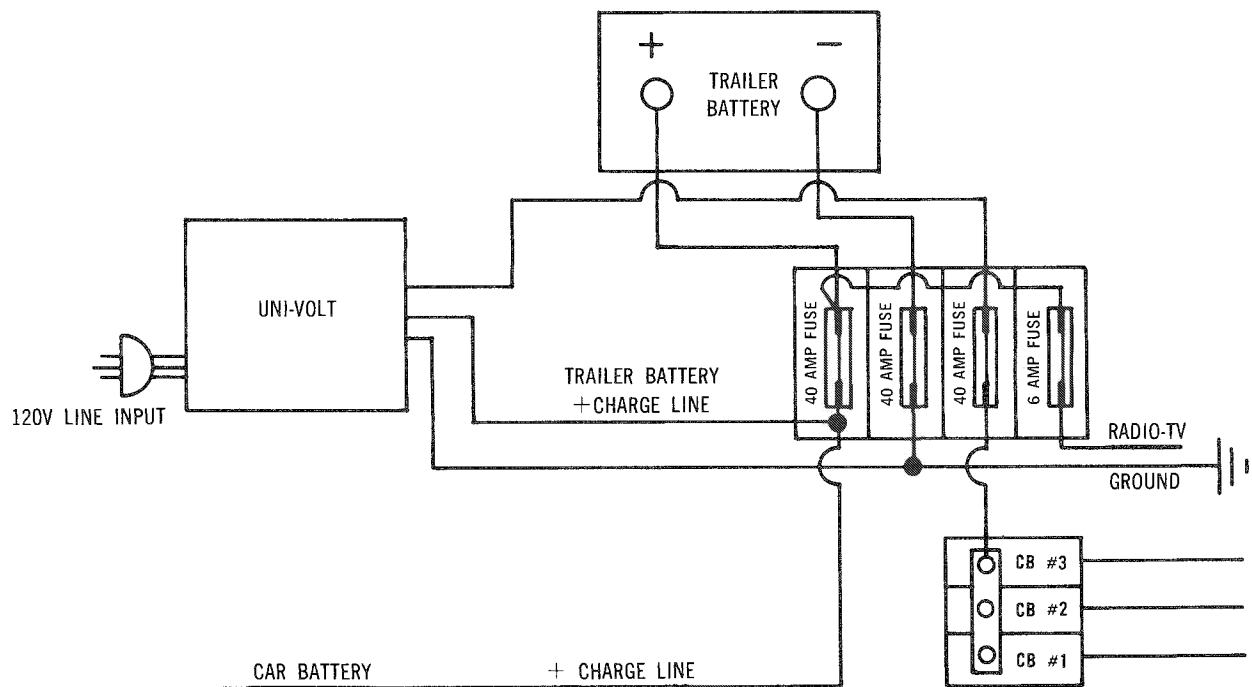 + −
TRAILER
BATTERY
UNI-VOLT
120V LINE INPUT
TRAILER BATTERY
+CHARGE LINE
40 AMP FUSE
40 AMP FUSE
40 AMP FUSE
6 AMP FUSE
RADIO-TV
GROUND
CB #3
CB #2
CB #1
CAR BATTERY + CHARGE LINE